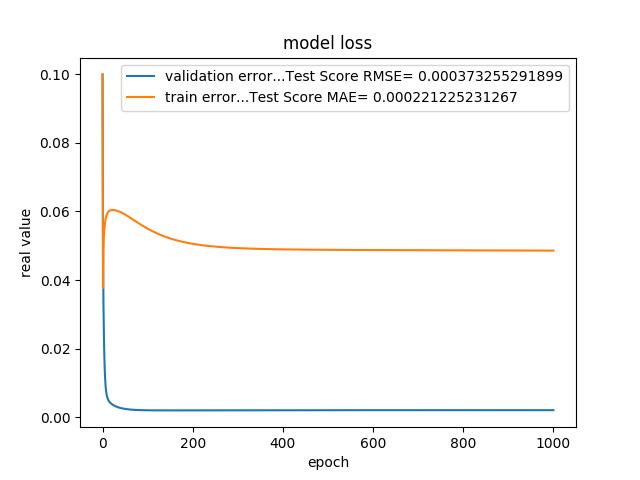 model loss
validation error...Test Score RMSE= 0.000373255291899
train error...Test Score MAE= 0.000221225231267
real value
0.10
0.08
0.06
0.04
0.02
0.00
0 200 400 600 800 1000
epoch